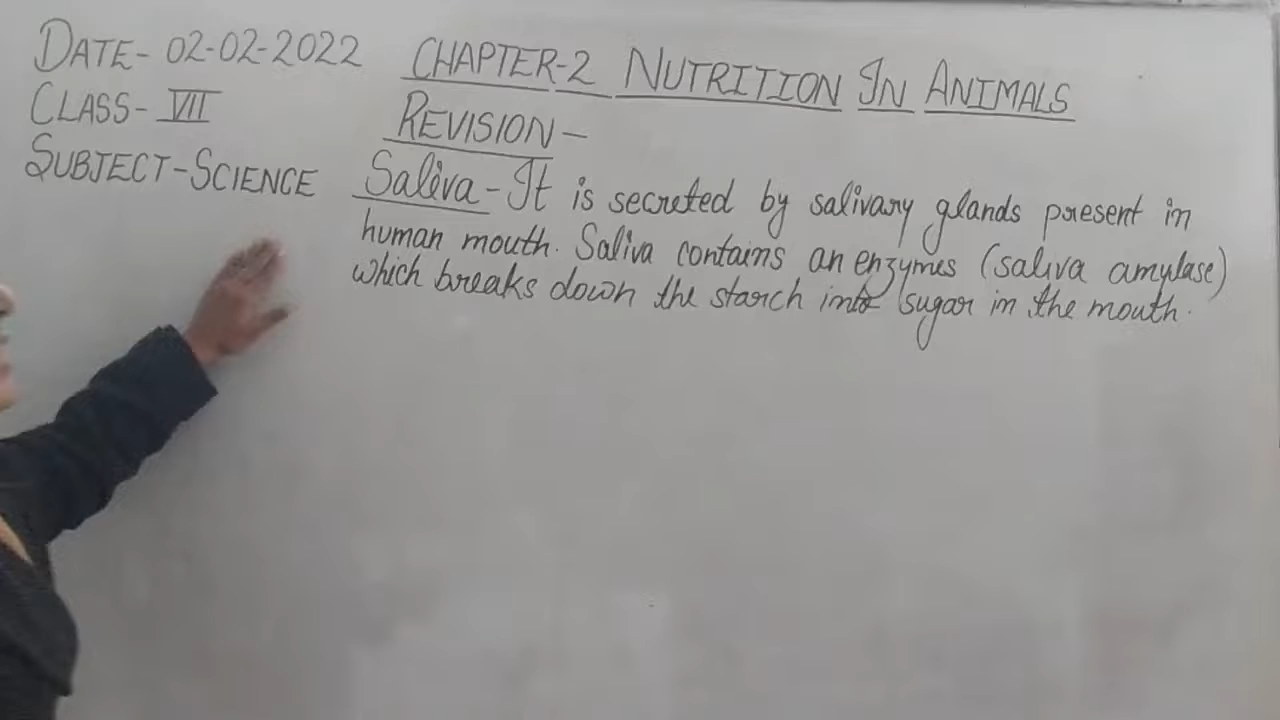 DATE- 02-02-2022
CLASS- VII
SUBJECT-SCIENCE
CHAPTER-2 NUTRITION IN ANIMALS
REVISION-
Saliva - It is secreted by salivary glands present in
human mouth. Saliva contains an enzymes (saliva amylase)
which breaks down the starch into sugar in the mouth.